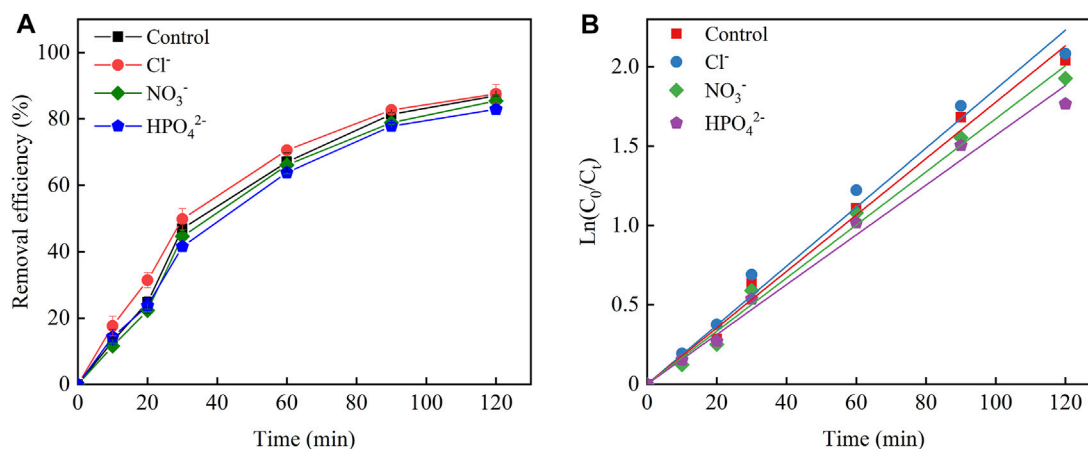 A
Control
Cl⁻
NO₃⁻
HPO₄²⁻
Removal efficiency (%)
100
80
60
40
20
0
0 20 40 60 80 100 120
Time (min)
B
Control
Cl⁻
NO₃⁻
HPO₄²⁻
Ln(C₀/Cₜ)
2.0
1.5
1.0
0.5
0
0 20 40 60 80 100 120
Time (min)